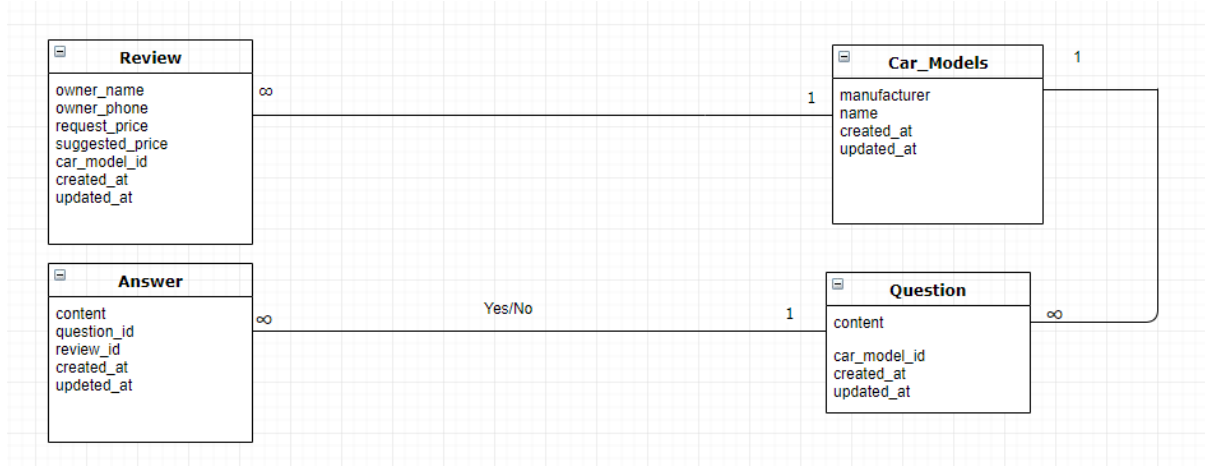 Review
owner_name
owner_phone
request_price
suggested_price
car_model_id
created_at
updated_at
∞
1
Car_Models
1
manufacturer
name
created_at
updated_at
Answer
content
question_id
review_id
created_at
updeted_at
∞
Yes/No
1
Question
content
car_model_id
created_at
updated_at
∞